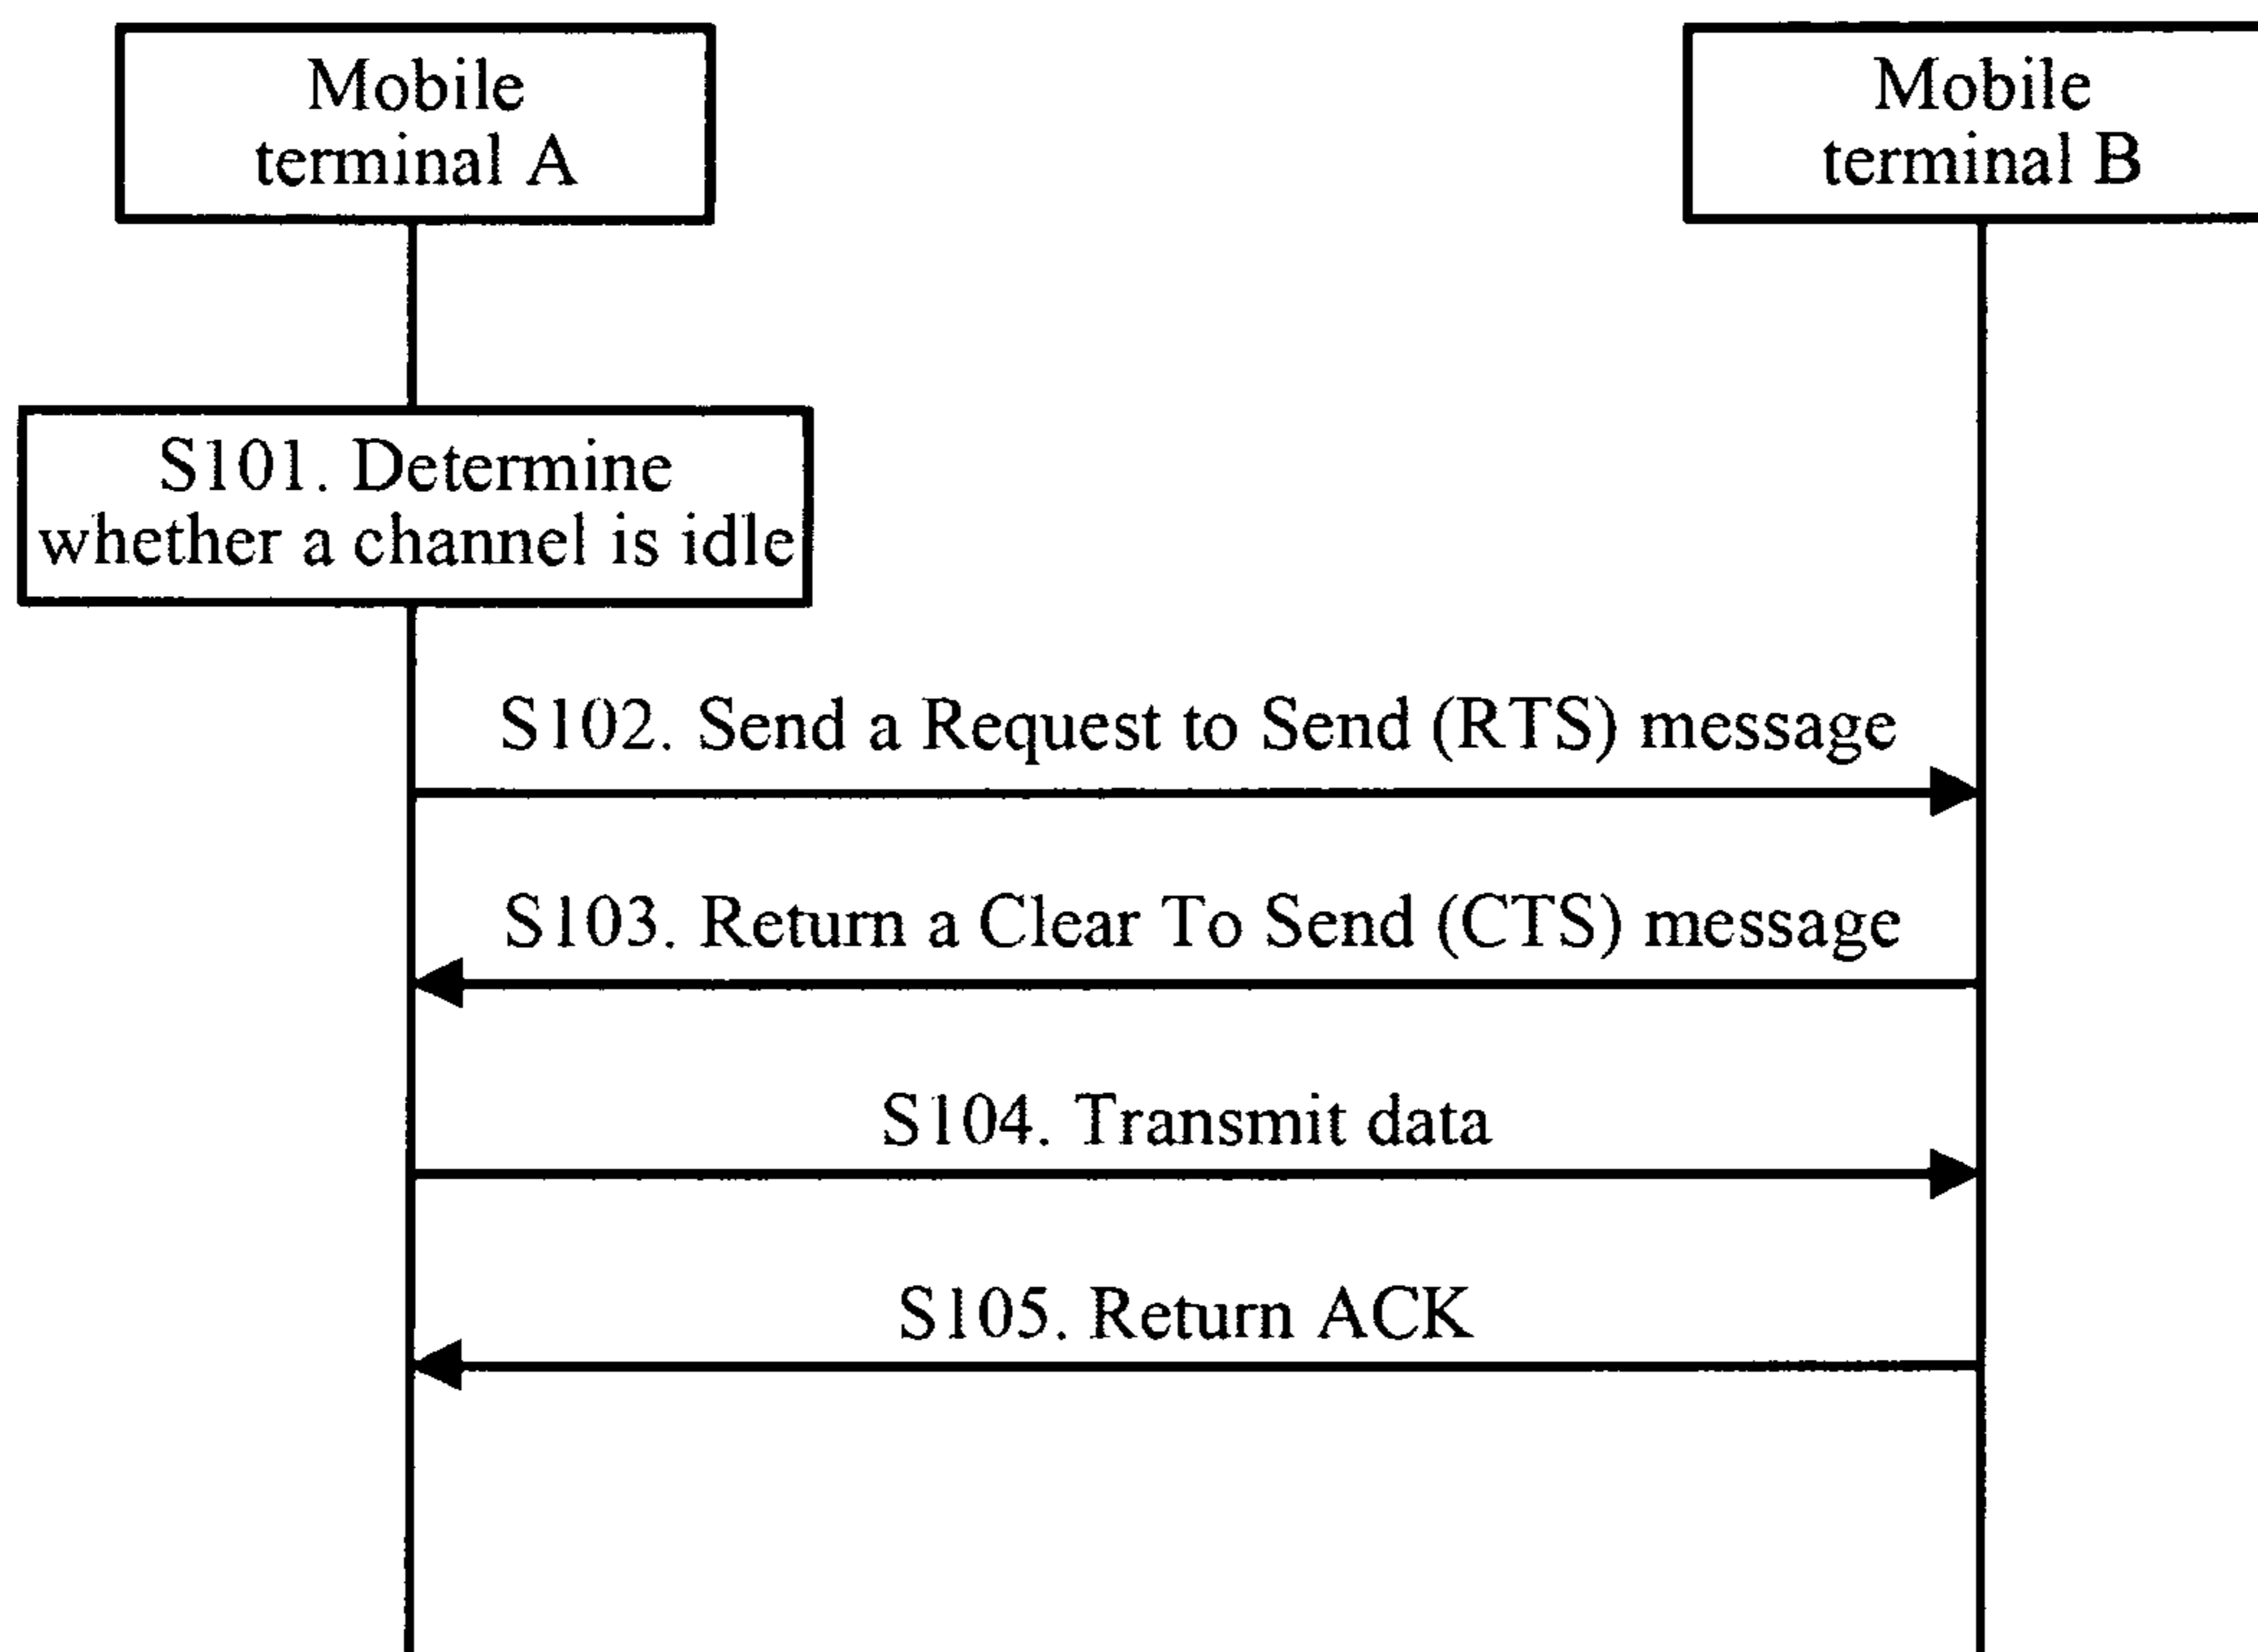 Mobile
terminal A
Mobile
terminal B
S101. Determine
whether a channel is idle
S102. Send a Request to Send (RTS) message
S103. Return a Clear To Send (CTS) message
S104. Transmit data
S105. Return ACK